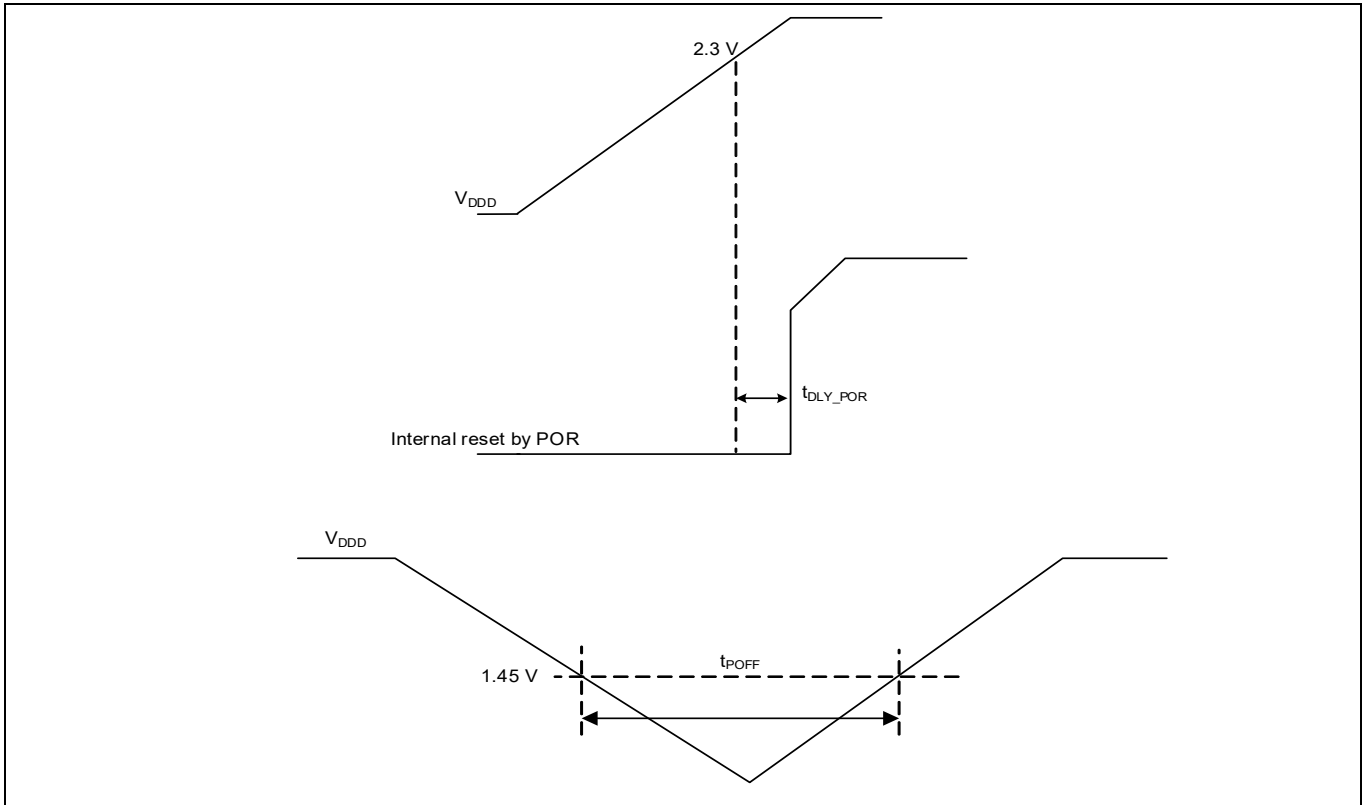 2.3 V
VDDD
tDLY_POR
Internal reset by POR
VDDD
tPOFF
1.45 V